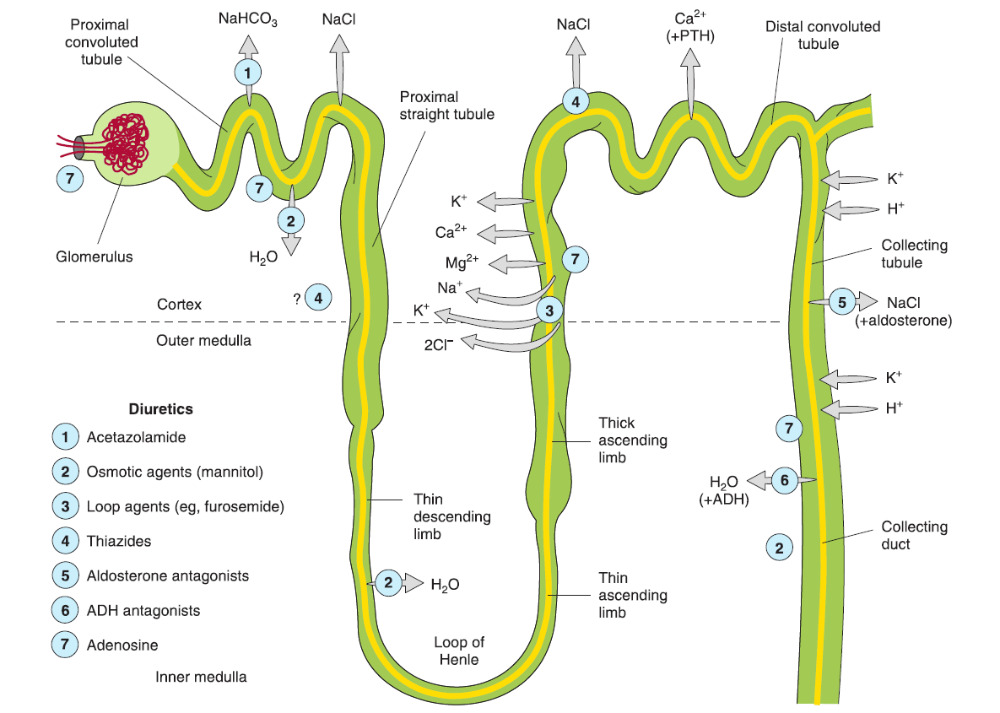 Proximal
convoluted
tubule
NaHCO₃
1
NaCl
Proximal
straight tubule
NaCl
4
Ca²⁺
(+PTH)
Distal convoluted
tubule
7
Glomerulus
7
2
H₂O
? 4
Cortex
Outer medulla
K⁺
Ca²⁺
Mg²⁺
Na⁺
K⁺
2Cl⁻
7
3
K⁺
H⁺
Collecting
tubule
5
NaCl
(+aldosterone)
K⁺
H⁺
7
6
H₂O
(+ADH)
2
Collecting
duct
Thick
ascending
limb
Thin
descending
limb
2
H₂O
Thin
ascending
limb
Loop of
Henle
Diuretics
1 Acetazolamide
2 Osmotic agents (mannitol)
3 Loop agents (eg, furosemide)
4 Thiazides
5 Aldosterone antagonists
6 ADH antagonists
7 Adenosine
Inner medulla